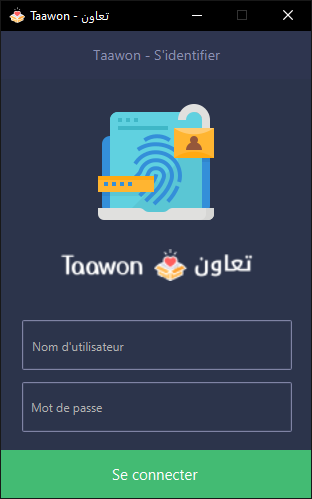 Taawon - تعاون
Taawon - S'identifier
Taawon تعاون
Nom d'utilisateur
Mot de passe
Se connecter